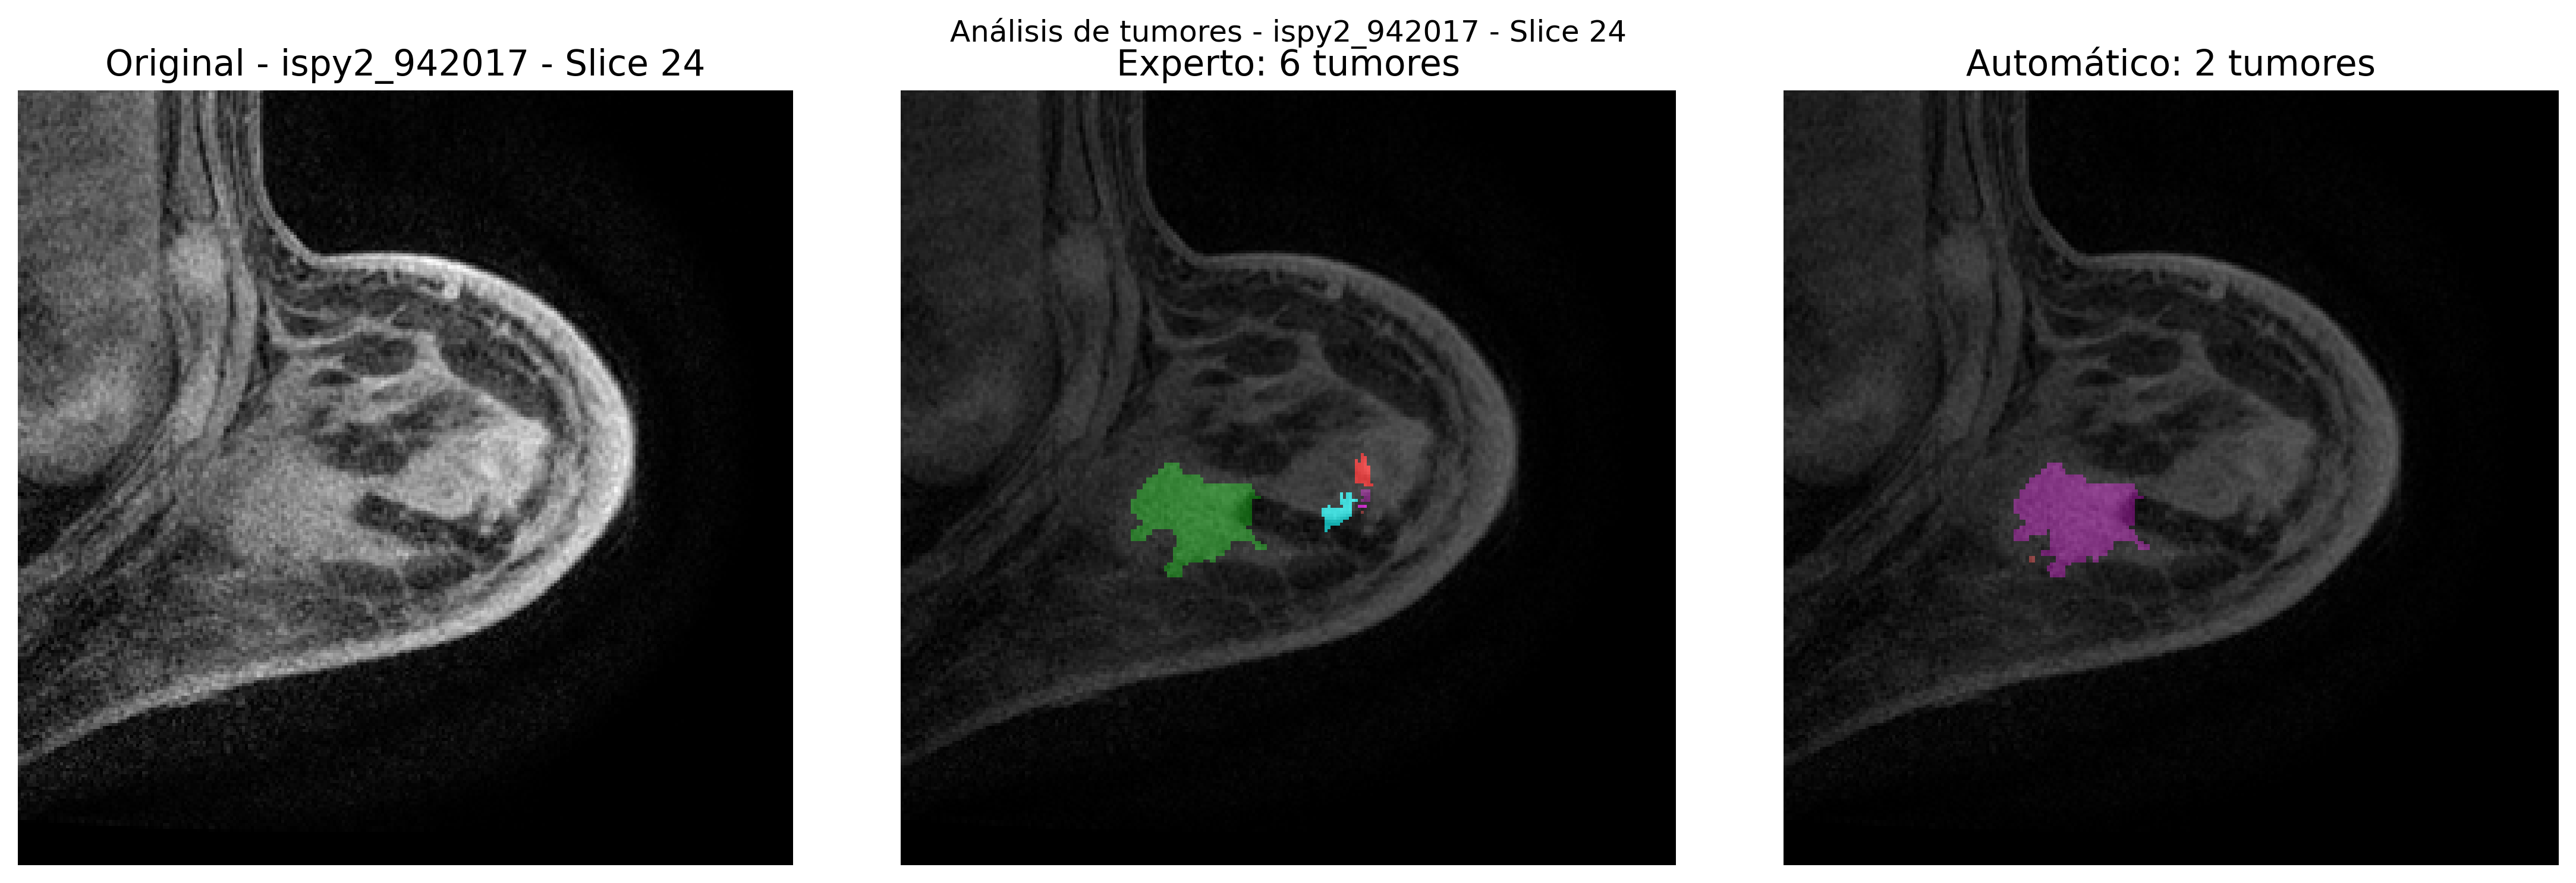 Análisis de tumores - ispy2_942017 - Slice 24
Original - ispy2_942017 - Slice 24
Experto: 6 tumores
Automático: 2 tumores